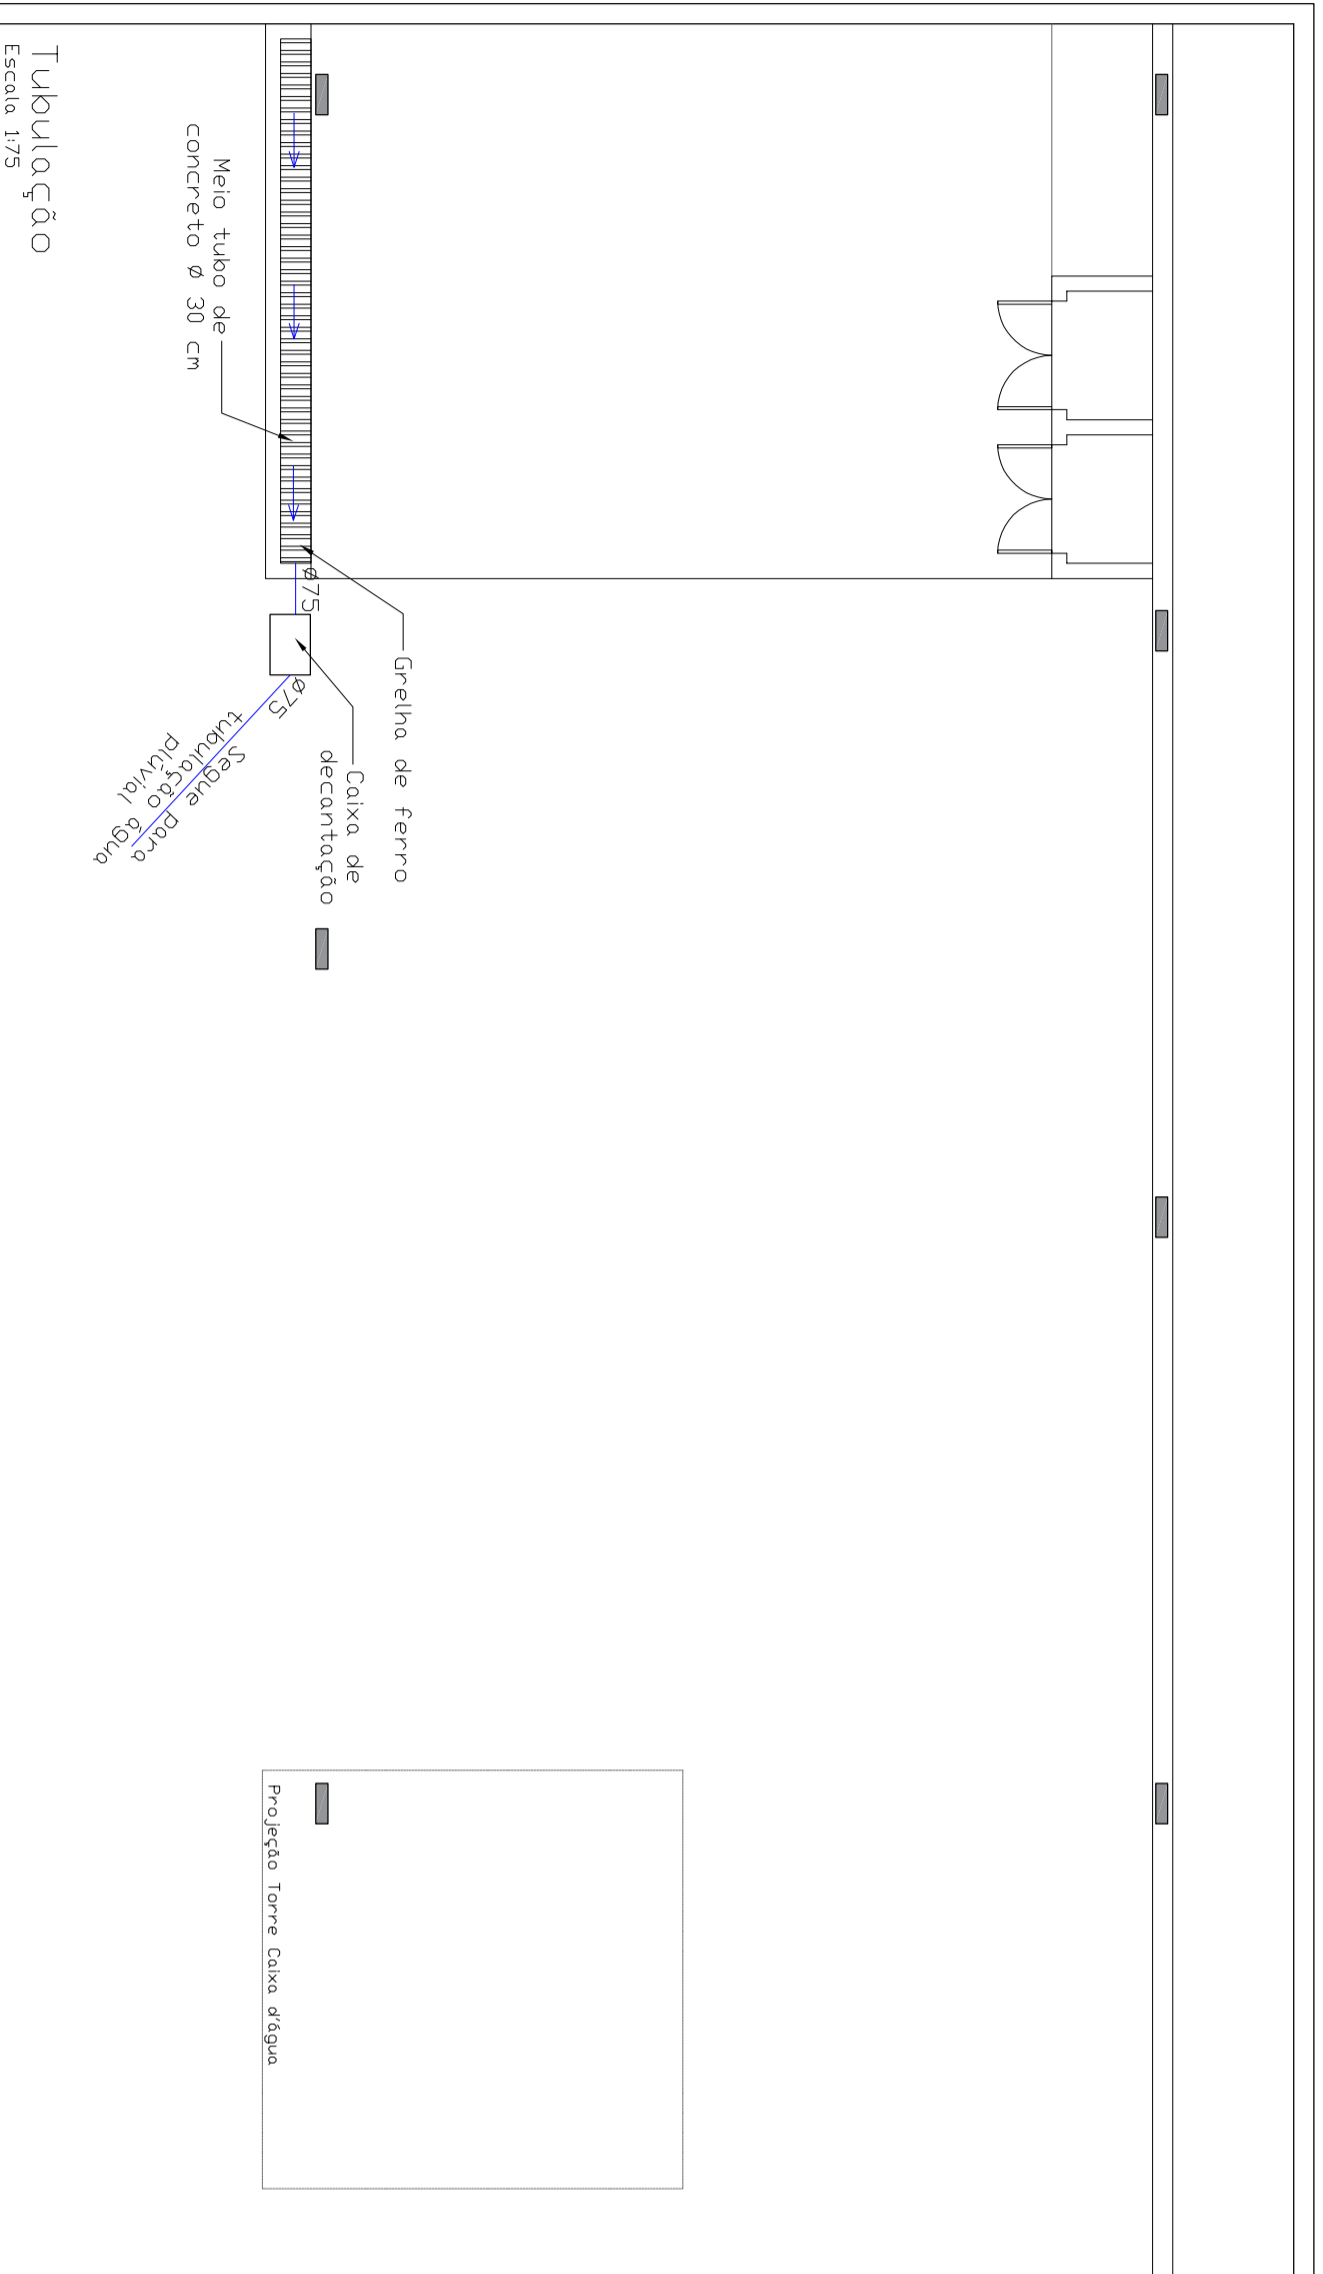 Tubulação
Escala 1:75
Meio tubo de
concreto ø 30 cm
Grelha de ferro
ø75
Caixa de
decantação
ø75
Segue para
tubulação água
pluvial
Projeção Torre Caixa d'água